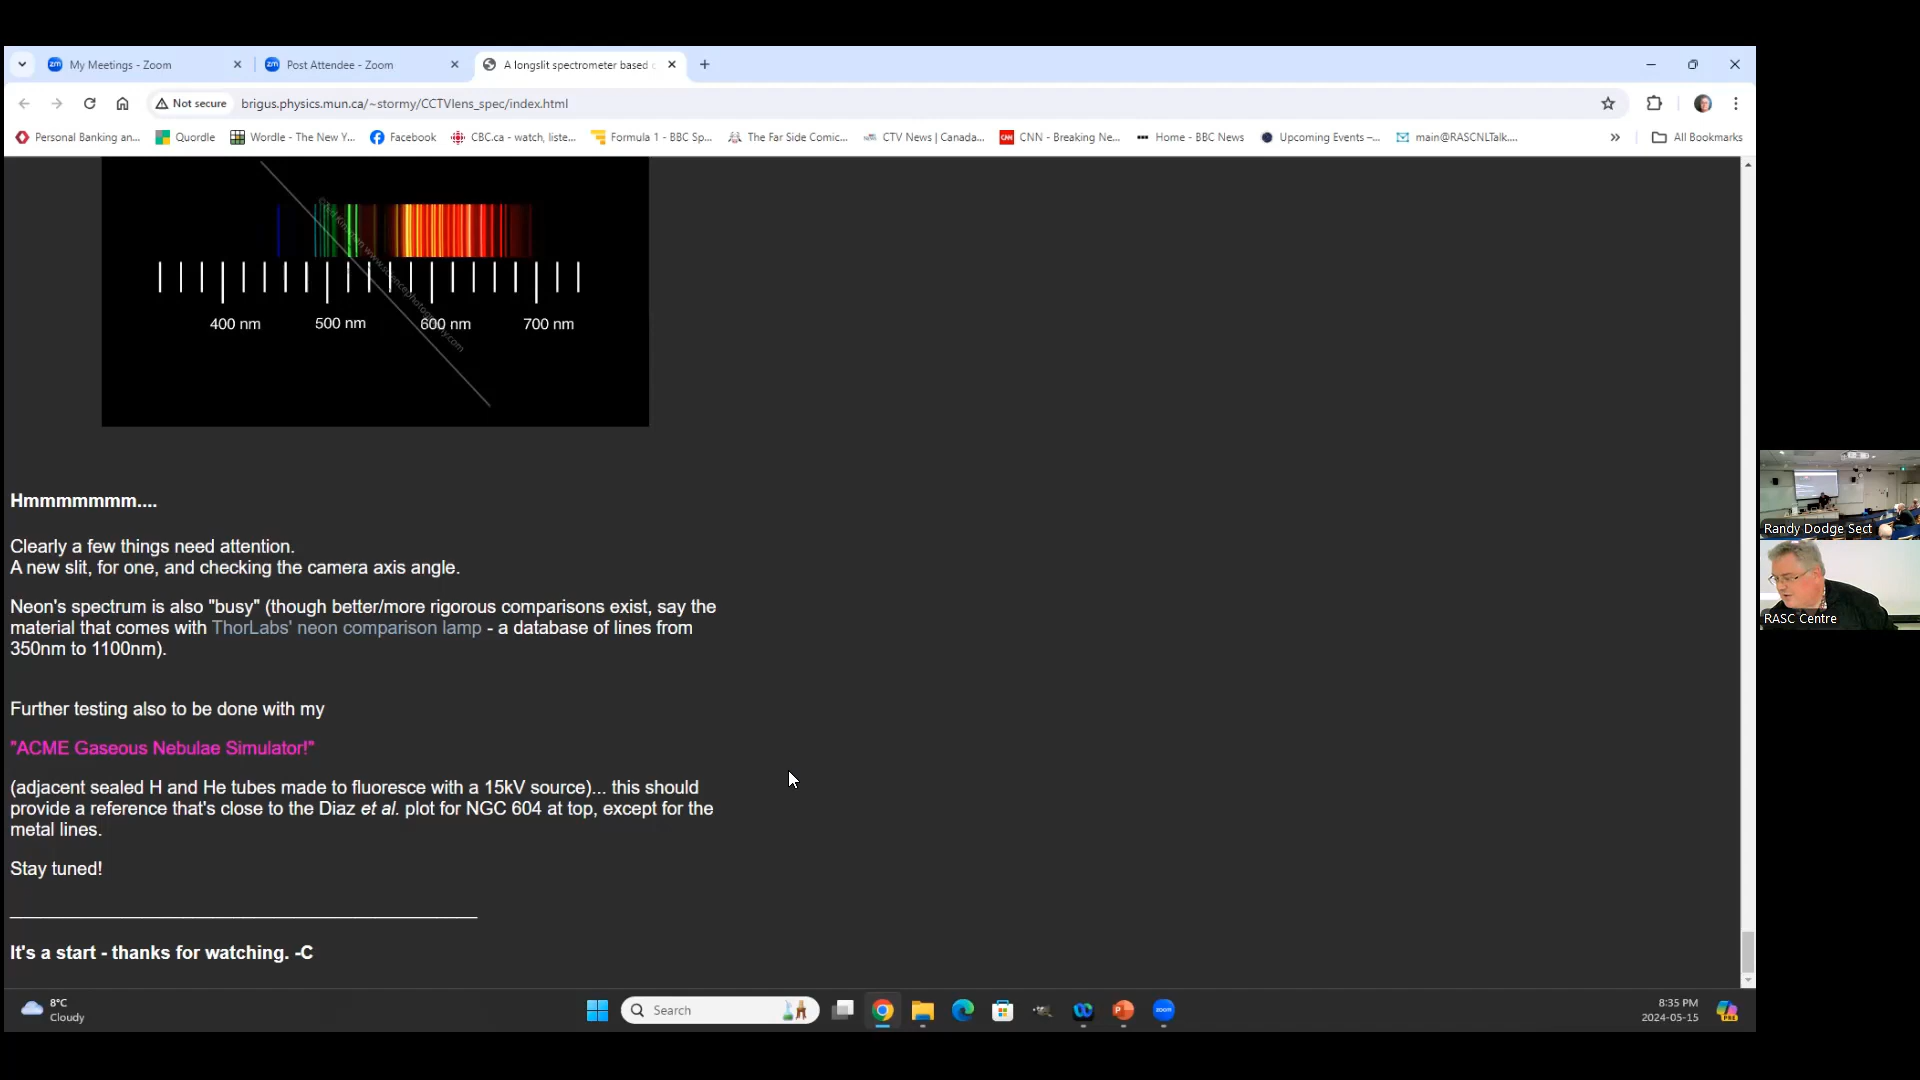 My Meetings - Zoom
Post Attendee - Zoom
A longslit spectrometer based
Not secure
brigus.physics.mun.ca/~stormy/CCTVlens_spec/index.html
Personal Banking an...
Quordle
Wordle - The New Y...
Facebook
CBC.ca - watch, liste...
Formula 1 - BBC Sp...
The Far Side Comic...
CTV News | Canada...
CNN - Breaking Ne...
Home - BBC News
Upcoming Events –...
main@RASCNLTalk....
All Bookmarks
400 nm
500 nm
600 nm
700 nm
Hmmmmmmm....
Clearly a few things need attention.
A new slit, for one, and checking the camera axis angle.
Neon's spectrum is also "busy" (though better/more rigorous comparisons exist, say the
material that comes with ThorLabs' neon comparison lamp - a database of lines from
350nm to 1100nm).
Further testing also to be done with my
"ACME Gaseous Nebulae Simulator!"
(adjacent sealed H and He tubes made to fluoresce with a 15kV source)... this should
provide a reference that's close to the Diaz et al. plot for NGC 604 at top, except for the
metal lines.
Stay tuned!
It's a start - thanks for watching. -C
Randy Dodge Sect
RASC Centre
8°C
Cloudy
Search
8:35 PM
2024-05-15